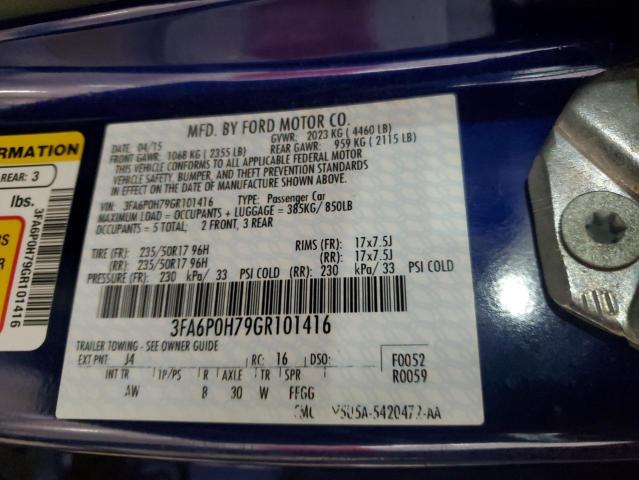 MFD. BY FORD MOTOR CO.
DATE: 04/15 GVWR: 2023 KG ( 4460 LB)
FRONT GAWR: 1068 KG ( 2355 LB) REAR GAWR: 959 KG ( 2115 LB)
THIS VEHICLE CONFORMS TO ALL APPLICABLE FEDERAL MOTOR
VEHICLE SAFETY, BUMPER, AND THEFT PREVENTION STANDARDS
IN EFFECT ON THE DATE OF MANUFACTURE SHOWN ABOVE.
VIN: 3FA6P0H79GR101416 TYPE: Passenger Car
MAXIMUM LOAD = OCCUPANTS + LUGGAGE = 385KG/ 850LB
OCCUPANTS = 5 TOTAL; 2 FRONT, 3 REAR
TIRE (FR): 235/50R17 96H RIMS (FR): 17x7.5J
(RR): 235/50R17 96H (RR): 17x7.5J
PRESSURE (FR): 230 kPa/ 33 PSI COLD (RR): 230 kPa/ 33 PSI COLD
3FA6P0H79GR101416
TRAILER TOWING - SEE OWNER GUIDE
EXT PNT: J4 RC: 16 DSO: F0052
R0059
INT TR 1P/PS R AXLE TR SPR
AW B 30 W FFGG
RMATION
REAR: 3
lbs.
3FA6P0H79GR101416